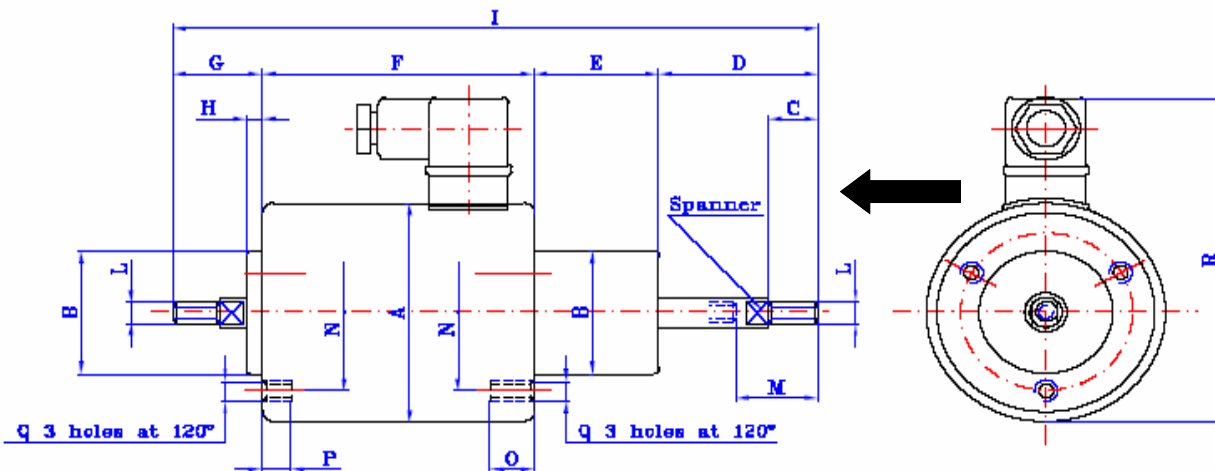 I
G F E D
H C
Spanner
L L
B A B R
N N
M
Q 3 holes at 120° Q 3 holes at 120°
P O